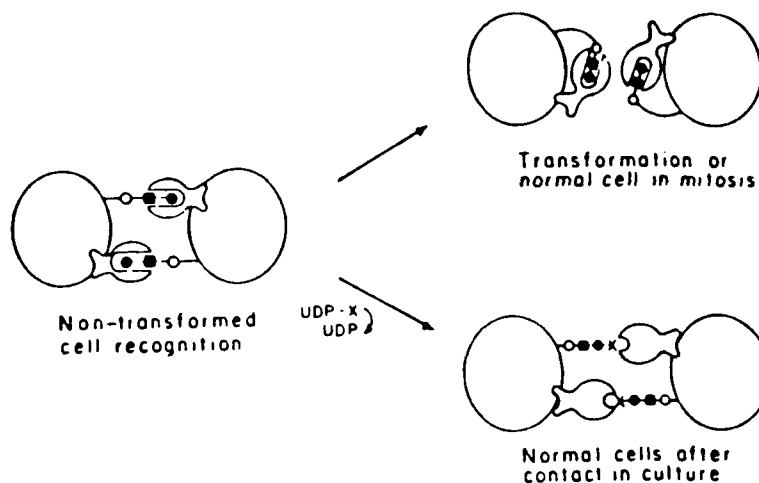 Transformation or
normal cell in mitosis
Non-transformed
cell recognition
UDP-X
UDP
X
Normal cells after
contact in culture